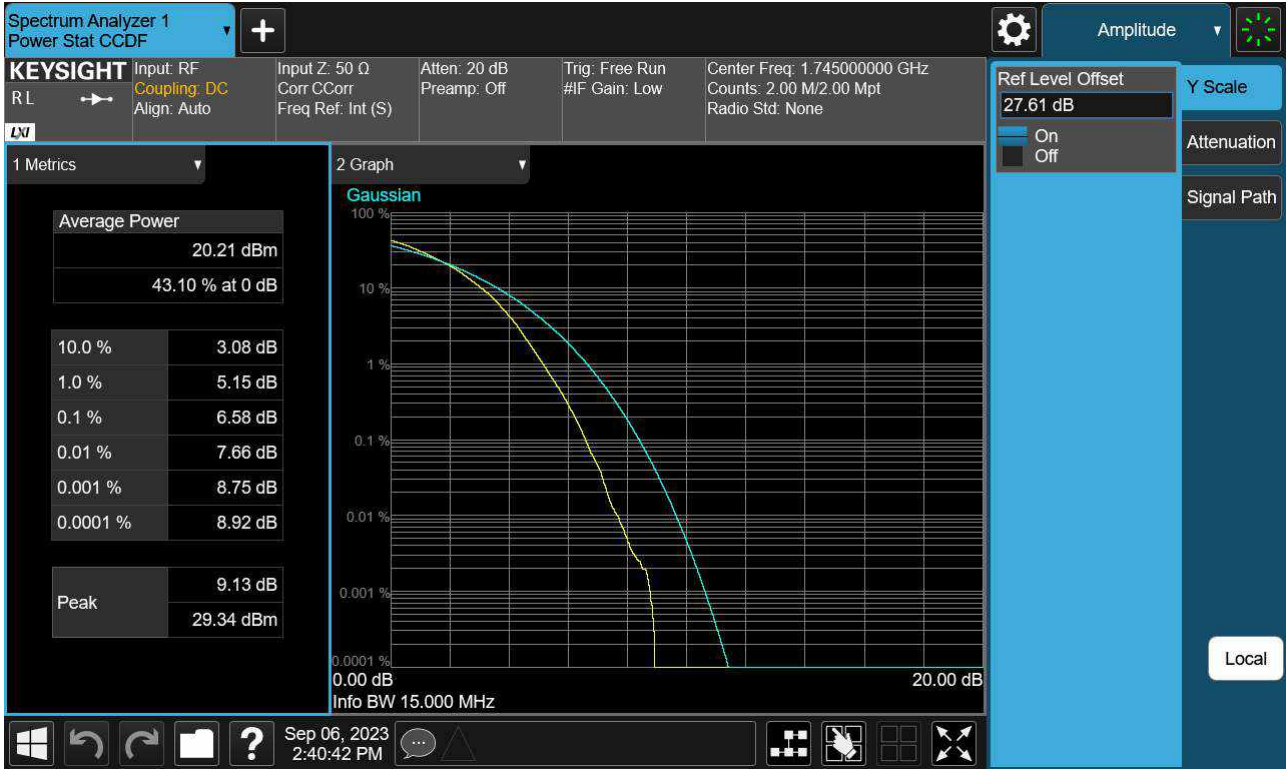 Spectrum Analyzer 1
Power Stat CCDF
Amplitude
KEYSIGHT
R L
LXI
Input: RF
Coupling: DC
Align: Auto
Input Z: 50 Ω
Corr CCorr
Freq Ref: Int (S)
Atten: 20 dB
Preamp: Off
Trig: Free Run
#IF Gain: Low
Center Freq: 1.745000000 GHz
Counts: 2.00 M/2.00 Mpt
Radio Std: None
Ref Level Offset
27.61 dB
On
Off
Y Scale
Attenuation
Signal Path
Local
1 Metrics
Average Power
20.21 dBm
43.10 % at 0 dB
10.0 % 3.08 dB
1.0 % 5.15 dB
0.1 % 6.58 dB
0.01 % 7.66 dB
0.001 % 8.75 dB
0.0001 % 8.92 dB
Peak
9.13 dB
29.34 dBm
2 Graph
Gaussian
100 %
10 %
1 %
0.1 %
0.01 %
0.001 %
0.0001 %
0.00 dB 20.00 dB
Info BW 15.000 MHz
?
Sep 06, 2023
2:40:42 PM